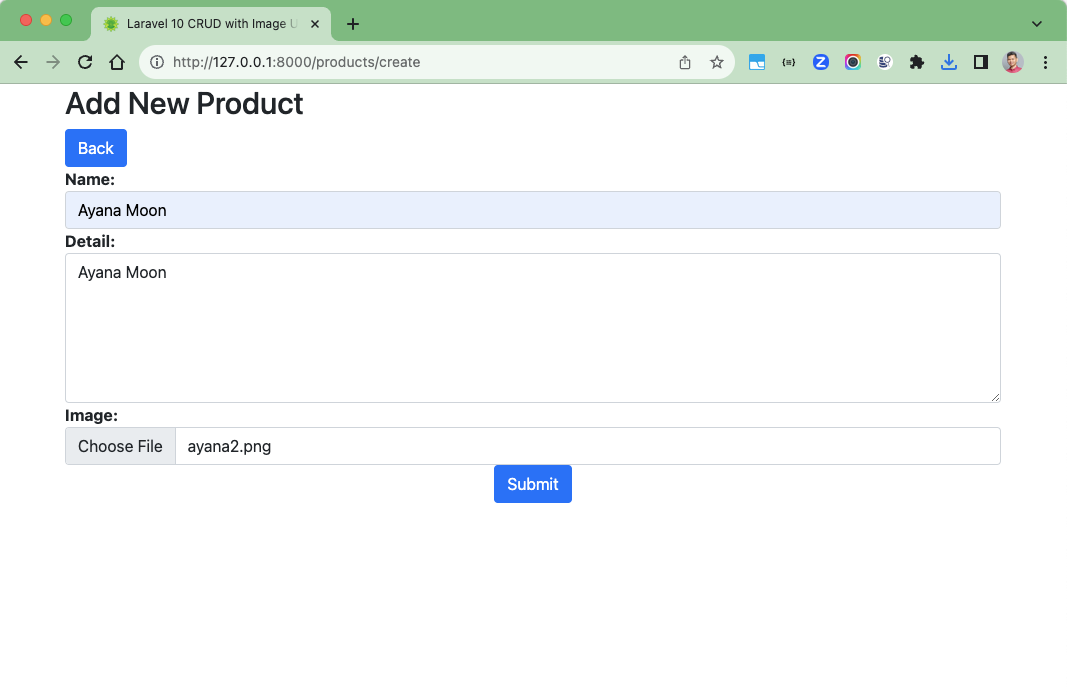 Laravel 10 CRUD with Image U
http://127.0.0.1:8000/products/create
Add New Product
Back
Name:
Ayana Moon
Detail:
Ayana Moon
Image:
Choose File ayana2.png
Submit